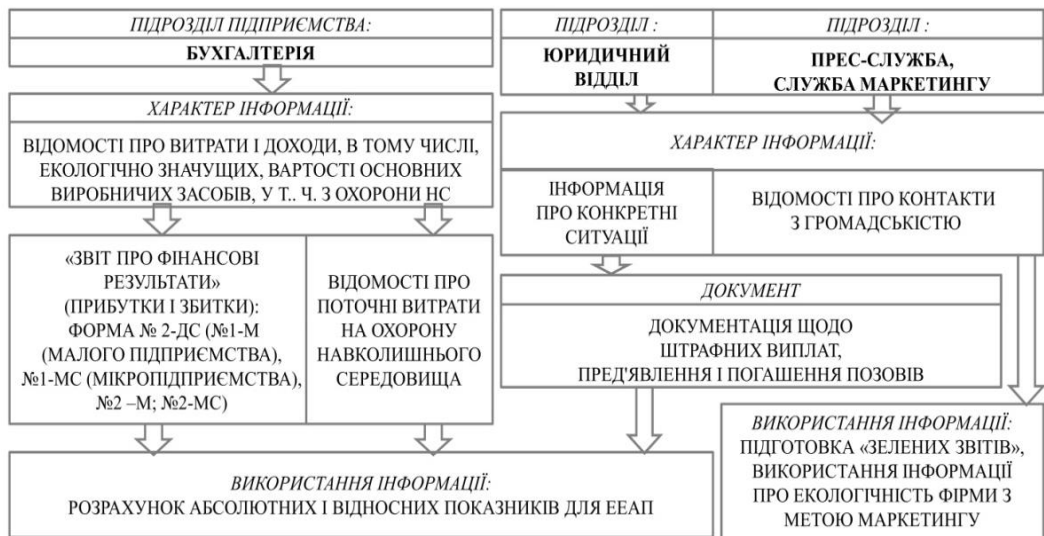 ПІДРОЗДІЛ ПІДПРИЄМСТВА:
БУХГАЛТЕРІЯ
ХАРАКТЕР ІНФОРМАЦІЇ:
ВІДОМОСТІ ПРО ВИТРАТИ І ДОХОДИ, В ТОМУ ЧИСЛІ,
ЕКОЛОГІЧНО ЗНАЧУЩИХ, ВАРТОСТІ ОСНОВНИХ
ВИРОБНИЧИХ ЗАСОБІВ, У Т.. Ч. З ОХОРОНИ НС
«ЗВІТ ПРО ФІНАНСОВІ
РЕЗУЛЬТАТИ»
(ПРИБУТКИ І ЗБИТКИ):
ФОРМА № 2-ДС (№1-М
(МАЛОГО ПІДПРИЄМСТВА),
№1-МС (МІКРОПІДПРИЄМСТВА),
№2 –М; №2-МС)
ВІДОМОСТІ ПРО
ПОТОЧНІ ВИТРАТИ
НА ОХОРОНУ
НАВКОЛИШНЬОГО
СЕРЕДОВИЩА
ПІДРОЗДІЛ :
ЮРИДИЧНИЙ
ВІДДІЛ
ПІДРОЗДІЛ :
ПРЕС-СЛУЖБА,
СЛУЖБА МАРКЕТИНГУ
ХАРАКТЕР ІНФОРМАЦІЇ:
ІНФОРМАЦІЯ
ПРО КОНКРЕТНІ
СИТУАЦІЇ
ВІДОМОСТІ ПРО КОНТАКТИ
З ГРОМАДСЬКІСТЮ
ДОКУМЕНТ
ДОКУМЕНТАЦІЯ ЩОДО
ШТРАФНИХ ВИПЛАТ,
ПРЕД'ЯВЛЕННЯ І ПОГАШЕННЯ ПОЗОВІВ
ВИКОРИСТАННЯ ІНФОРМАЦІЇ:
РОЗРАХУНОК АБСОЛЮТНИХ І ВІДНОСНИХ ПОКАЗНИКІВ ДЛЯ ЕЕАП
ВИКОРИСТАННЯ ІНФОРМАЦІЇ:
ПІДГОТОВКА «ЗЕЛЕНИХ ЗВІТІВ»,
ВИКОРИСТАННЯ ІНФОРМАЦІЇ
ПРО ЕКОЛОГІЧНІСТЬ ФІРМИ З
МЕТОЮ МАРКЕТИНГУ